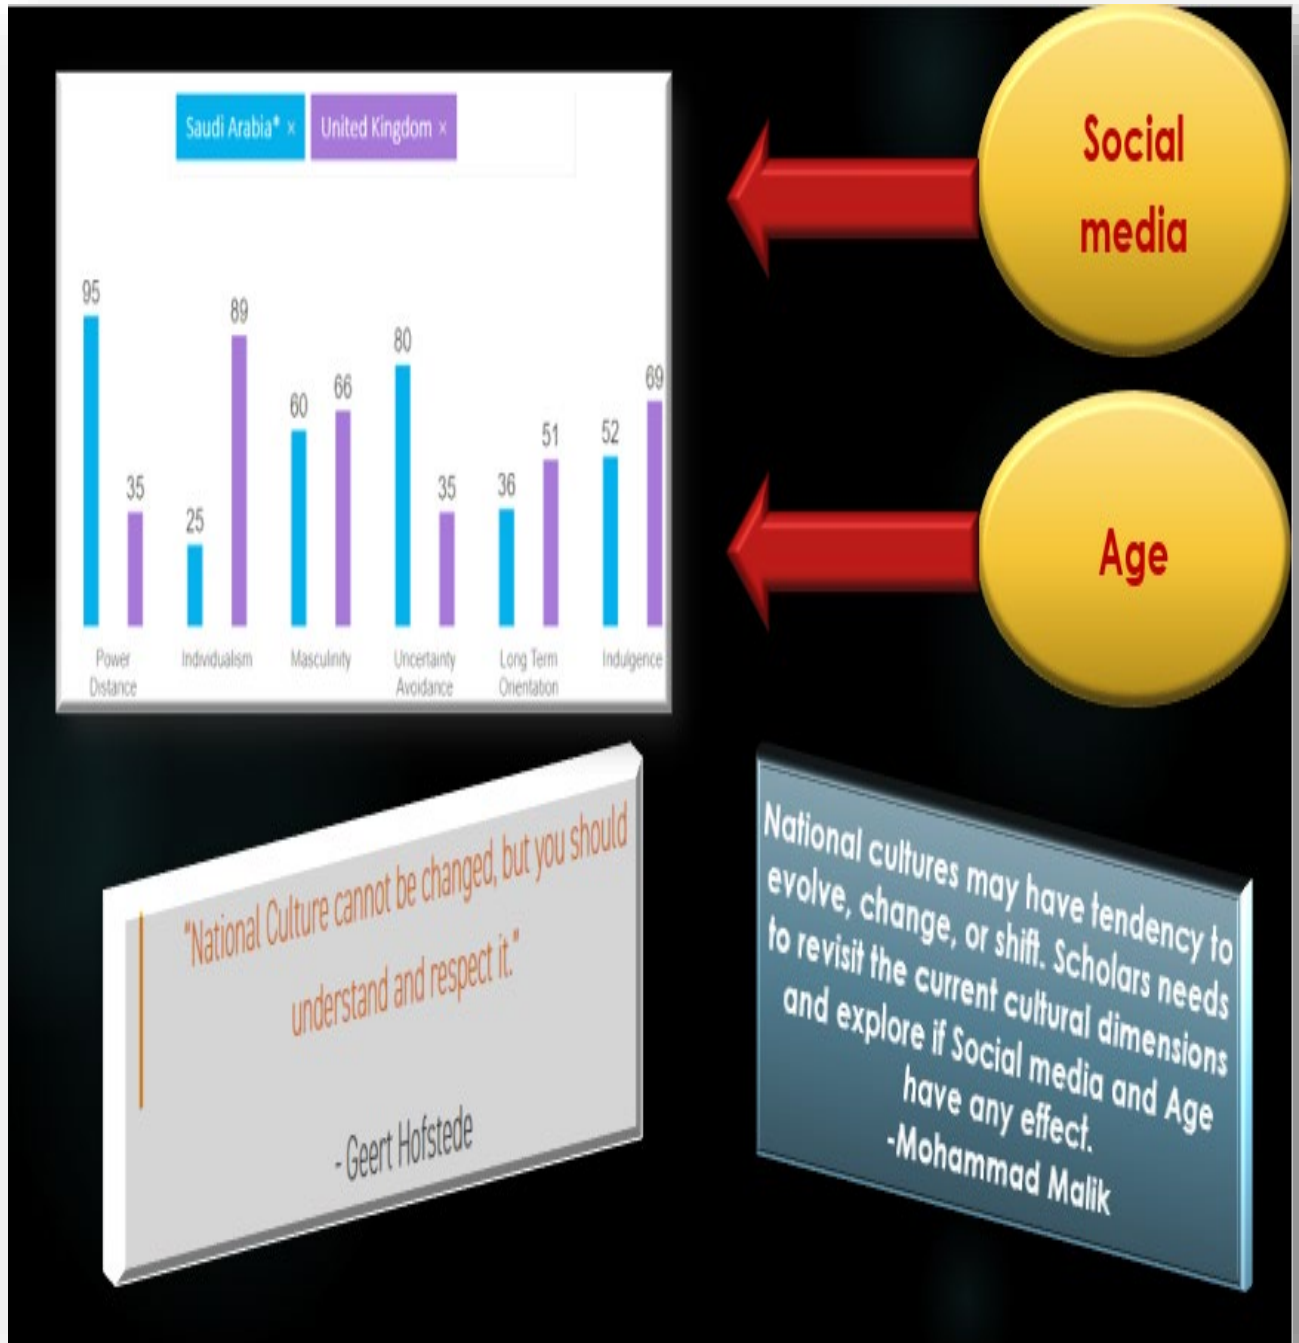 Saudi Arabia* × United Kingdom ×
95 35 25 89 60 66 80 35 36 51 52 69
Power Distance
Individualism
Masculinity
Uncertainty Avoidance
Long Term Orientation
Indulgence
Social
media
Age
"National Culture cannot be changed, but you should
understand and respect it."
- Geert Hofstede
National cultures may have tendency to
evolve, change, or shift. Scholars needs
to revisit the current cultural dimensions
and explore if Social media and Age
have any effect.
-Mohammad Malik